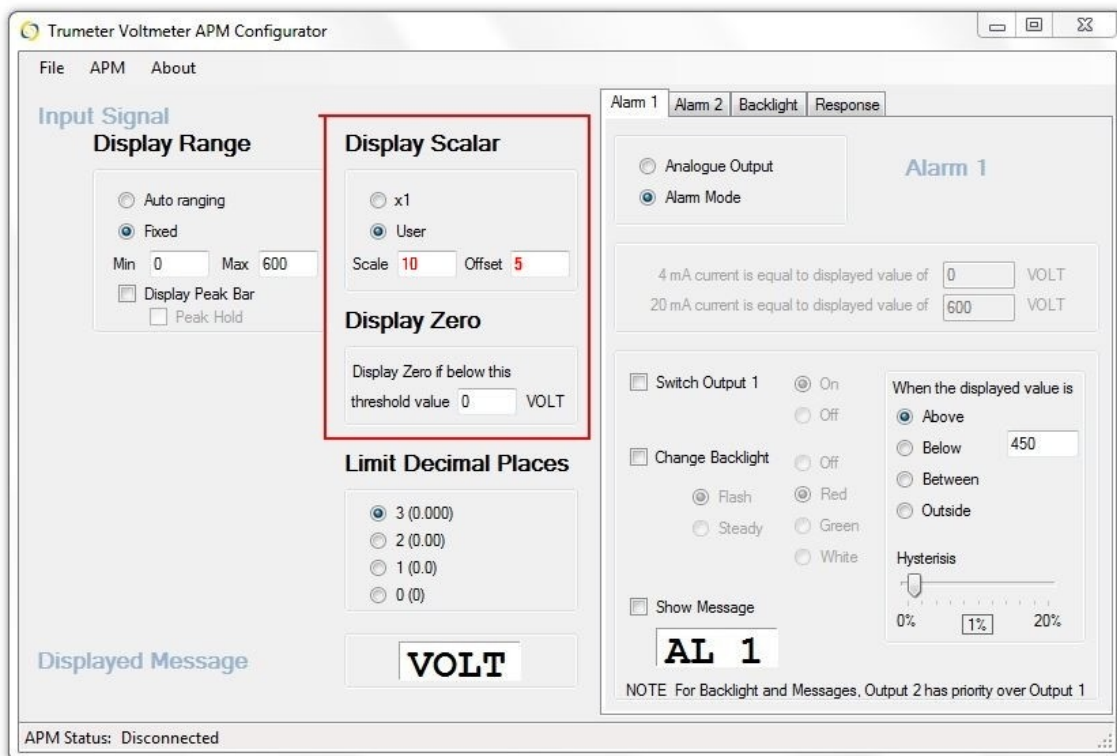 Trumeter Voltmeter APM Configurator
File APM About
Input Signal
Display Range
Auto ranging
Fixed
Min 0 Max 600
Display Peak Bar
Peak Hold
Display Scalar
x1
User
Scale 10 Offset 5
Display Zero
Display Zero if below this
threshold value 0 VOLT
Limit Decimal Places
3 (0.000)
2 (0.00)
1 (0.0)
0 (0)
Displayed Message
VOLT
Alarm 1 Alarm 2 Backlight Response
Analogue Output
Alarm Mode
Alarm 1
4 mA current is equal to displayed value of 0 VOLT
20 mA current is equal to displayed value of 600 VOLT
Switch Output 1
On
Off
Change Backlight
Flash
Steady
Off
Red
Green
White
When the displayed value is
Above
Below
Between
Outside
450
Hysterisis
0% 1% 20%
Show Message
AL 1
NOTE For Backlight and Messages, Output 2 has priority over Output 1
APM Status: Disconnected